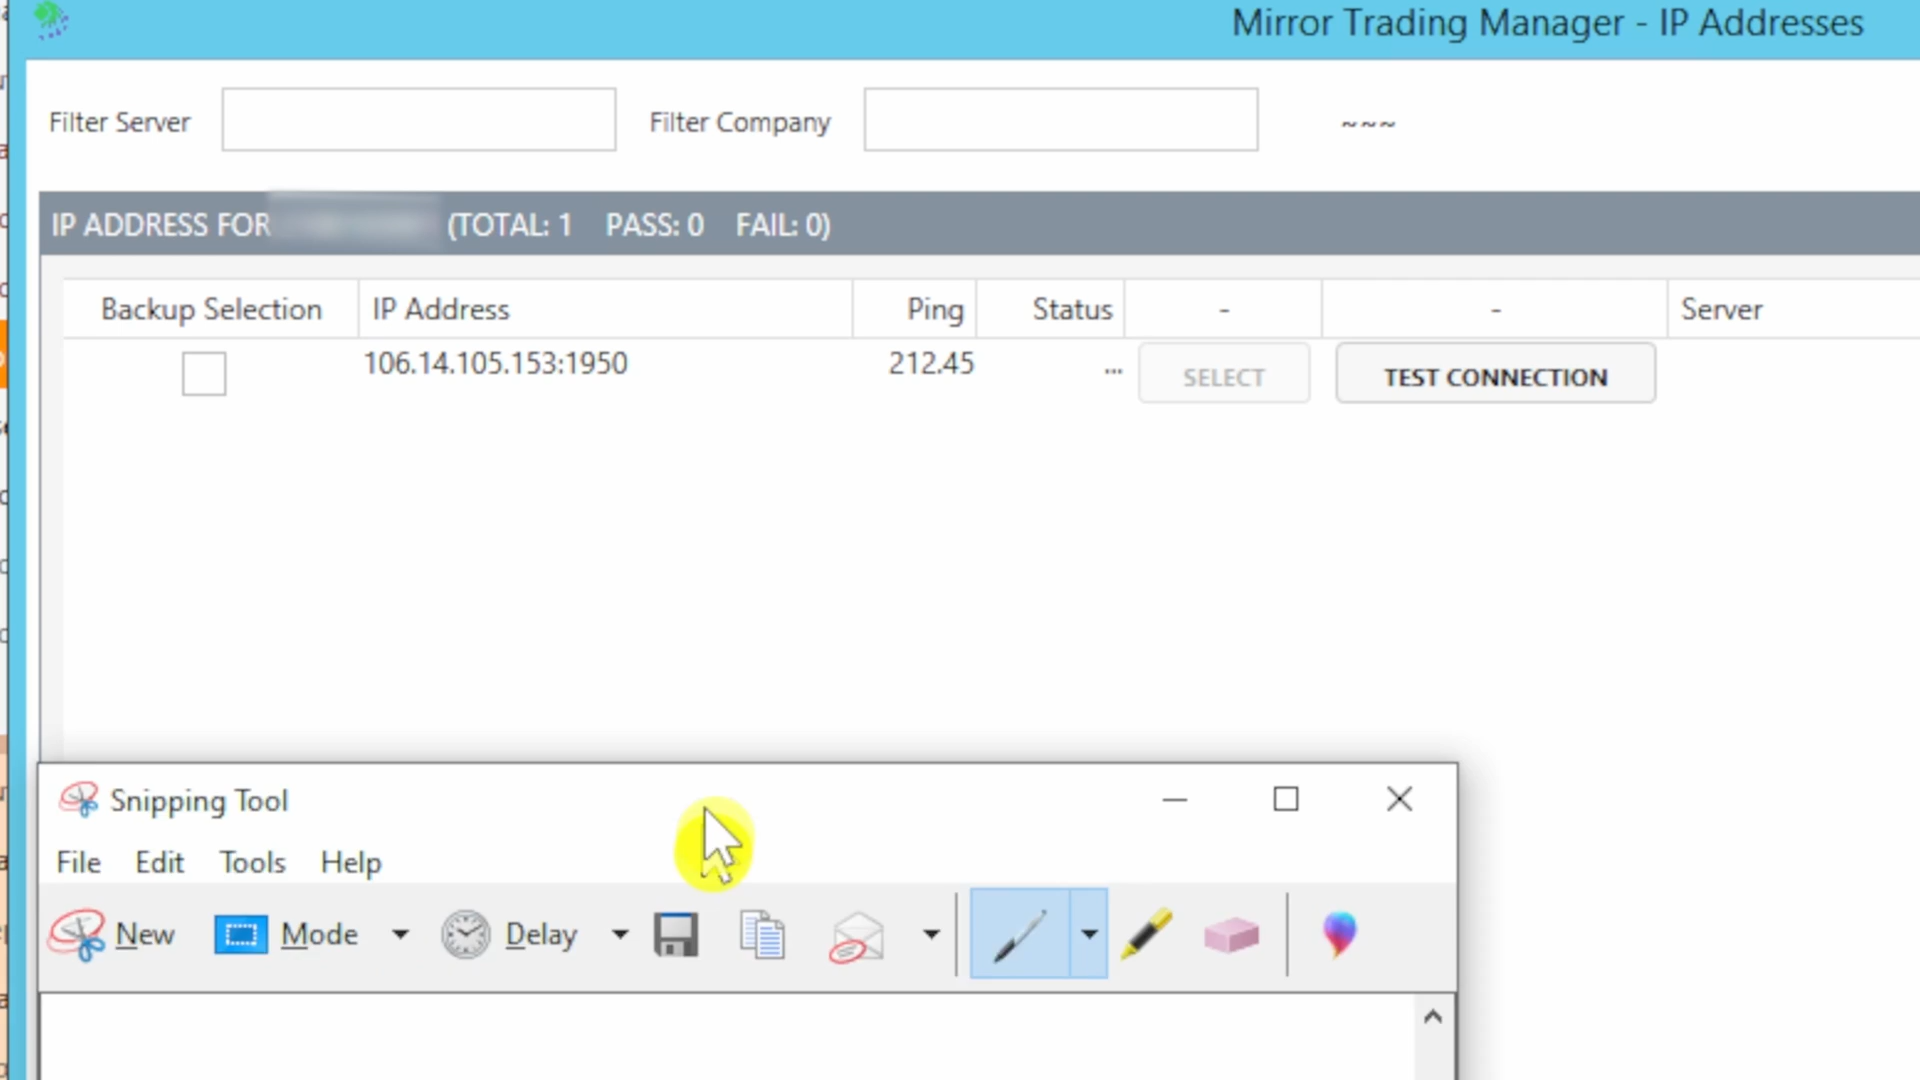 Mirror Trading Manager - IP Addresses
Filter Server Filter Company ~~~
IP ADDRESS FOR (TOTAL: 1 PASS: 0 FAIL: 0)
Backup Selection IP Address Ping Status - - Server
106.14.105.153:1950 212.45 ... SELECT TEST CONNECTION
Snipping Tool
File Edit Tools Help
New Mode Delay